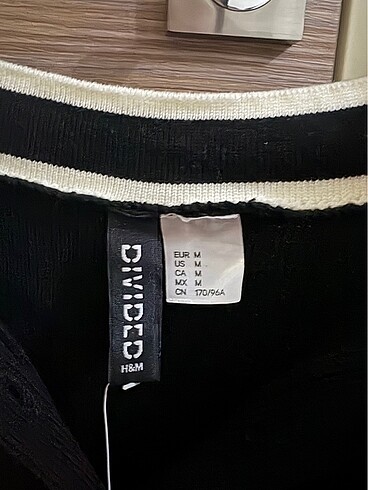 DIVIDED
H&M
EUR M
US M
CA M
MX M
CN 170/96A